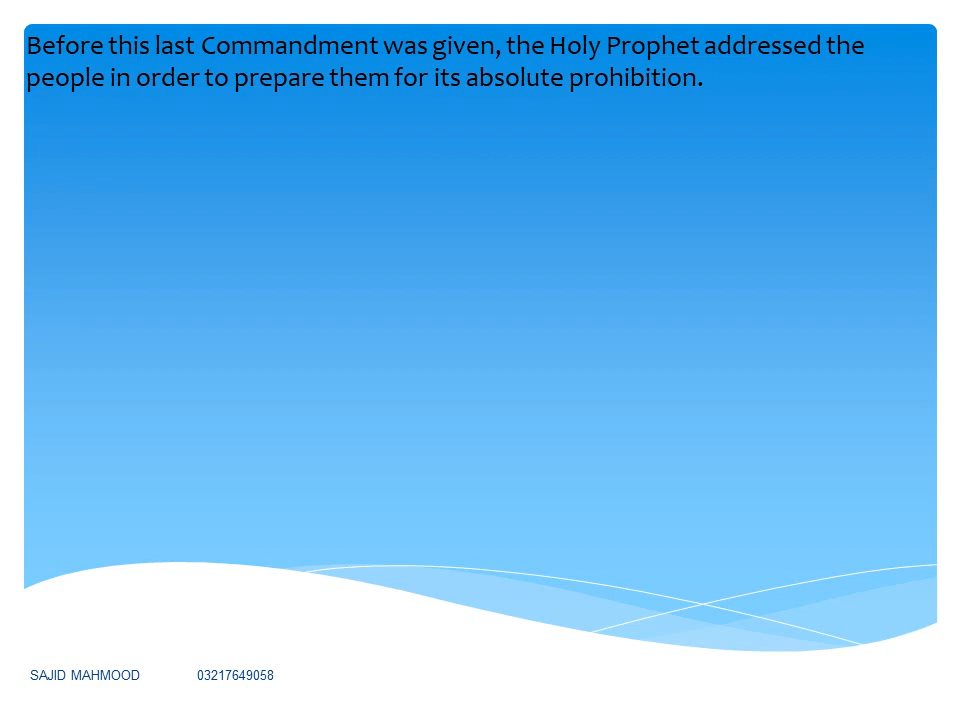 Before this last Commandment was given, the Holy Prophet addressed the
people in order to prepare them for its absolute prohibition.
SAJID MAHMOOD 03217649058